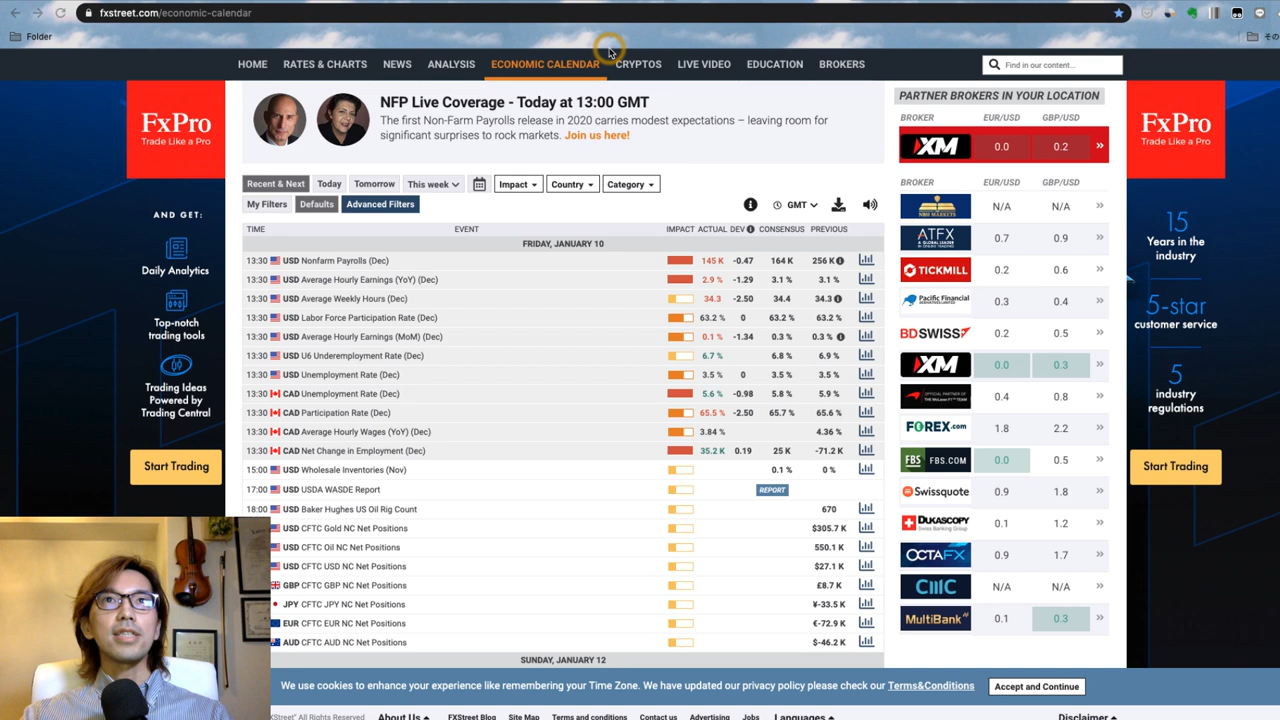 fxstreet.com/economic-calendar
Folder
その
HOME RATES & CHARTS NEWS ANALYSIS ECONOMIC CALENDAR CRYPTOS LIVE VIDEO EDUCATION BROKERS
Find in our content...
FxPro
Trade Like a Pro
AND GET:
Daily Analytics
Top-notch
trading tools
Trading Ideas
Powered by
Trading Central
Start Trading
NFP Live Coverage - Today at 13:00 GMT
The first Non-Farm Payrolls release in 2020 carries modest expectations – leaving room for
significant surprises to rock markets. Join us here!
Recent & Next Today Tomorrow This week Impact Country Category
My Filters Defaults Advanced Filters GMT
TIME EVENT IMPACT ACTUAL DEV CONSENSUS PREVIOUS
FRIDAY, JANUARY 10
13:30 USD Nonfarm Payrolls (Dec) 145 K -0.47 164 K 256 K
13:30 USD Average Hourly Earnings (YoY) (Dec) 2.9 % -1.29 3.1 % 3.1 %
13:30 USD Average Weekly Hours (Dec) 34.3 -2.50 34.4 34.3
13:30 USD Labor Force Participation Rate (Dec) 63.2 % 0 63.2 % 63.2 %
13:30 USD Average Hourly Earnings (MoM) (Dec) 0.1 % -1.34 0.3 % 0.3 %
13:30 USD U6 Underemployment Rate (Dec) 6.7 % 6.8 % 6.9 %
13:30 USD Unemployment Rate (Dec) 3.5 % 0 3.5 % 3.5 %
13:30 CAD Unemployment Rate (Dec) 5.6 % -0.98 5.8 % 5.9 %
13:30 CAD Participation Rate (Dec) 65.5 % -2.50 65.7 % 65.6 %
13:30 CAD Average Hourly Wages (YoY) (Dec) 3.84 % 4.36 %
13:30 CAD Net Change in Employment (Dec) 35.2 K 0.19 25 K -71.2 K
15:00 USD Wholesale Inventories (Nov) 0.1 % 0 %
17:00 USD USDA WASDE Report REPORT
18:00 USD Baker Hughes US Oil Rig Count 670
USD CFTC Gold NC Net Positions $305.7 K
USD CFTC Oil NC Net Positions 550.1 K
USD CFTC USD NC Net Positions $27.1 K
GBP CFTC GBP NC Net Positions £8.7 K
JPY CFTC JPY NC Net Positions ¥-33.5 K
EUR CFTC EUR NC Net Positions €-72.9 K
AUD CFTC AUD NC Net Positions $-46.2 K
SUNDAY, JANUARY 12
PARTNER BROKERS IN YOUR LOCATION
BROKER EUR/USD GBP/USD
XM 0.0 0.2
BROKER EUR/USD GBP/USD
N/A N/A
ATFX 0.7 0.9
TICKMILL 0.2 0.6
Pacific Financial 0.3 0.4
BDSWISS 0.2 0.5
XM 0.0 0.3
0.4 0.8
FOREX.com 1.8 2.2
FBS FBS.COM 0.0 0.5
Swissquote 0.9 1.8
DUKASCOPY 0.1 1.2
OCTAFX 0.9 1.7
CMC N/A N/A
MultiBank 0.1 0.3
FxPro
Trade Like a Pro
15
Years in the
industry
5-star
customer service
5
industry
regulations
Start Trading
We use cookies to enhance your experience like remembering your Time Zone. We have updated our privacy policy please check our Terms&Conditions Accept and Continue
XStreet" All Rights Reserved About Us FXStreet Blog Site Map Terms and conditions Contact us Advertising Jobs Languages Disclaimer